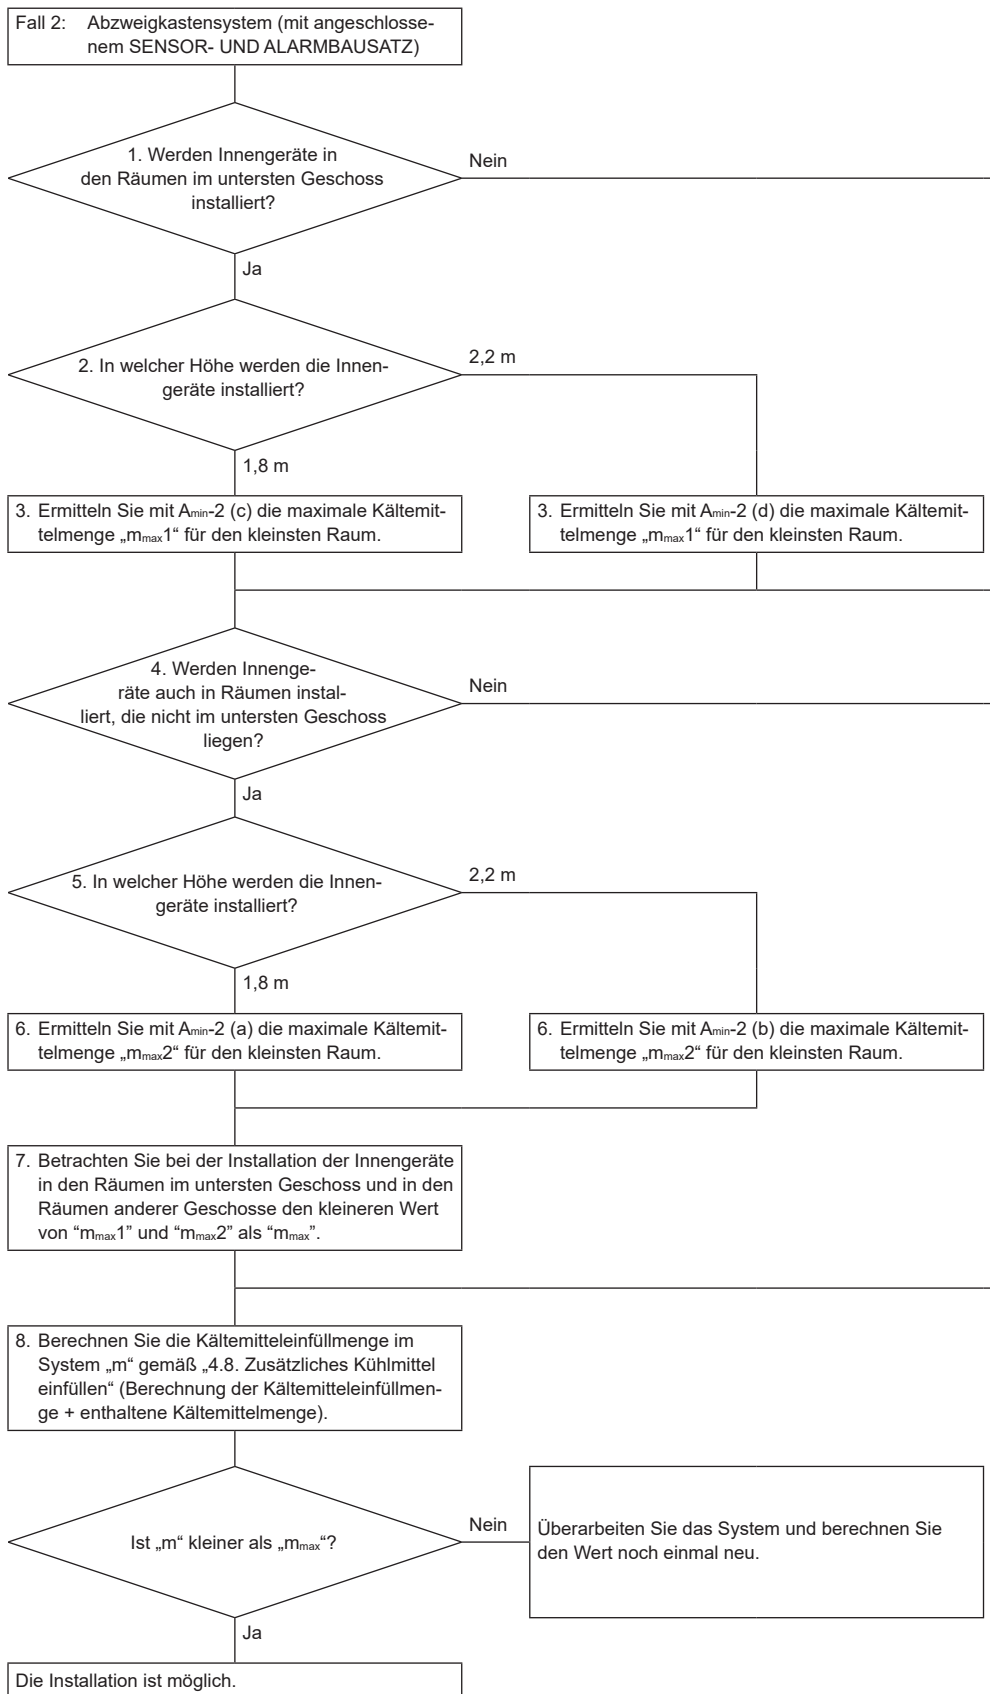 Fall 2: Abzweigkastensystem (mit angeschlosse-
nem SENSOR- UND ALARMBAUSATZ)
1. Werden Innengeräte in
den Räumen im untersten Geschoss
installiert?
Nein
Ja
2. In welcher Höhe werden die Innen-
geräte installiert?
2,2 m
1,8 m
3. Ermitteln Sie mit Amin-2 (c) die maximale Kältemit-
telmenge „mmax1“ für den kleinsten Raum.
3. Ermitteln Sie mit Amin-2 (d) die maximale Kältemit-
telmenge „mmax1“ für den kleinsten Raum.
4. Werden Innenge-
räte auch in Räumen instal-
liert, die nicht im untersten Geschoss
liegen?
Nein
Ja
5. In welcher Höhe werden die Innen-
geräte installiert?
2,2 m
1,8 m
6. Ermitteln Sie mit Amin-2 (a) die maximale Kältemit-
telmenge „mmax2“ für den kleinsten Raum.
6. Ermitteln Sie mit Amin-2 (b) die maximale Kältemit-
telmenge „mmax2“ für den kleinsten Raum.
7. Betrachten Sie bei der Installation der Innengeräte
in den Räumen im untersten Geschoss und in den
Räumen anderer Geschosse den kleineren Wert
von “mmax1” und “mmax2” als “mmax”.
8. Berechnen Sie die Kältemitteleinfüllmenge im
System „m“ gemäß „4.8. Zusätzliches Kühlmittel
einfüllen“ (Berechnung der Kältemitteleinfüllmen-
ge + enthaltene Kältemittelmenge).
Ist „m“ kleiner als „mmax“?
Nein
Überarbeiten Sie das System und berechnen Sie
den Wert noch einmal neu.
Ja
Die Installation ist möglich.